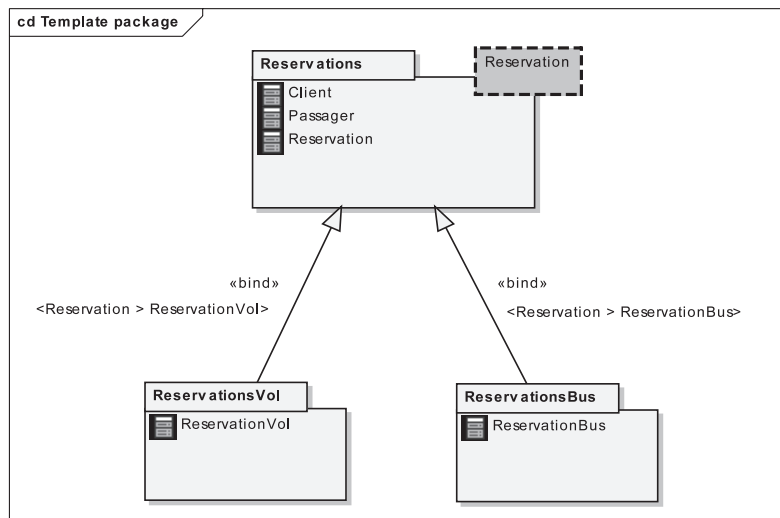 cd Template package
Reservations
Reservation
Client
Passager
Reservation
«bind»
<Reservation > ReservationVol>
«bind»
<Reservation > ReservationBus>
ReservationsVol
ReservationVol
ReservationsBus
ReservationBus